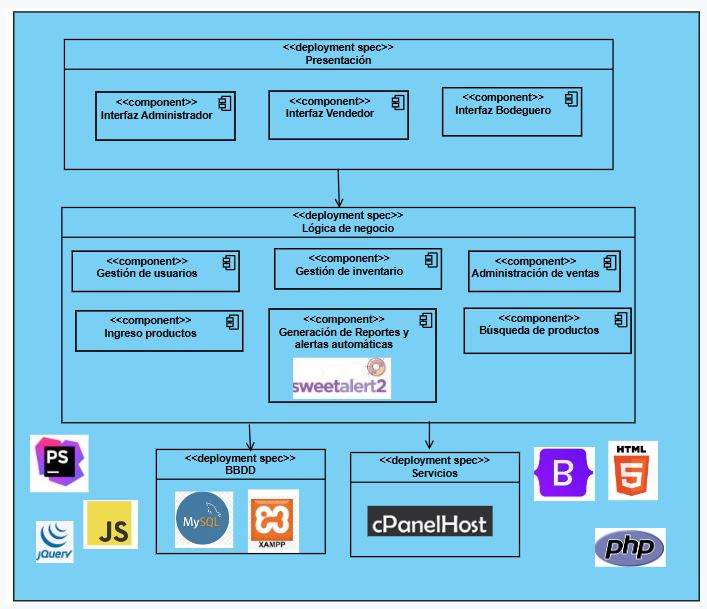 <<deployment spec>>
Presentación
<<component>>
Interfaz Administrador
<<component>>
Interfaz Vendedor
<<component>>
Interfaz Bodeguero
<<deployment spec>>
Lógica de negocio
<<component>>
Gestión de usuarios
<<component>>
Gestión de inventario
<<component>>
Administración de ventas
<<component>>
Ingreso productos
<<component>>
Generación de Reportes y
alertas automáticas
sweetalert2
<<component>>
Búsqueda de productos
PS
JS
jQuery
<<deployment spec>>
BBDD
MySQL
XAMPP
<<deployment spec>>
Servicios
cPanelHost
B
HTML
5
php